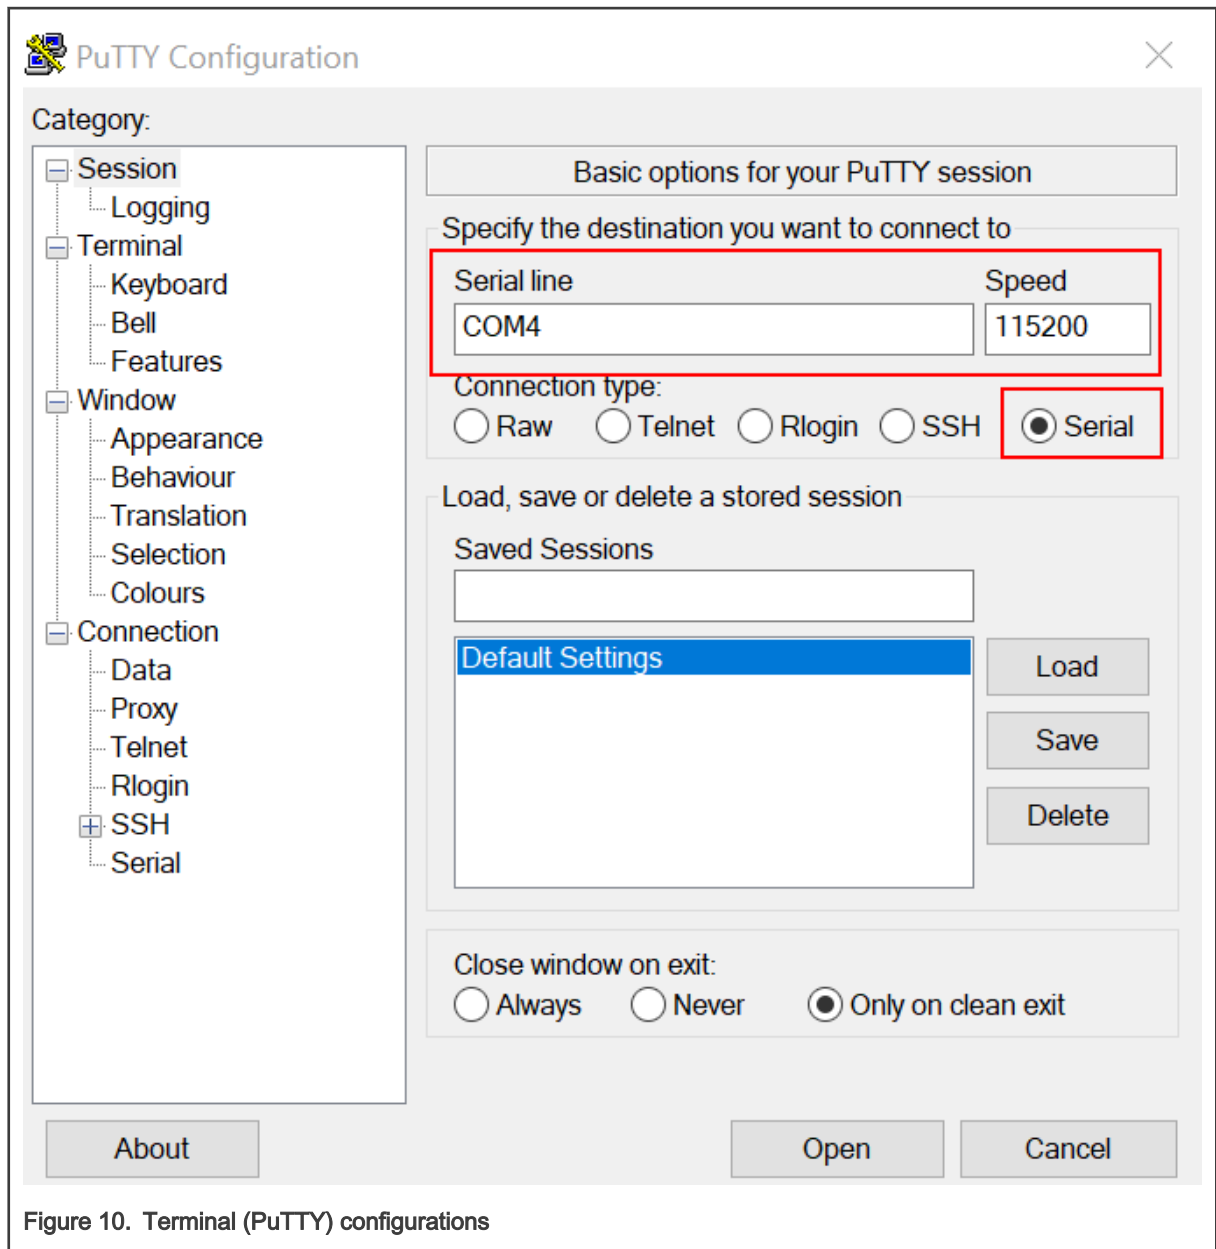 PuTTY Configuration
Category:
Session
Logging
Terminal
Keyboard
Bell
Features
Window
Appearance
Behaviour
Translation
Selection
Colours
Connection
Data
Proxy
Telnet
Rlogin
SSH
Serial
Basic options for your PuTTY session
Specify the destination you want to connect to
Serial line Speed
COM4 115200
Connection type:
Raw Telnet Rlogin SSH Serial
Load, save or delete a stored session
Saved Sessions
Default Settings
Load
Save
Delete
Close window on exit:
Always Never Only on clean exit
About Open Cancel
Figure 10. Terminal (PuTTY) configurations